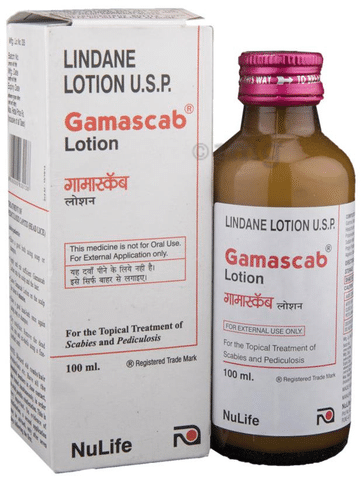 LINDANE
LOTION U.S.P.
Gamascab®
Lotion
गामास्कॅब
लोशन
This medicine is not for Oral Use.
For External Application only.
यह दवाँ पीने के लिये नहीं है।
इसे सिर्फ बाहर से लगाइए।
For the Topical Treatment of
Scabies and Pediculosis
100 ml.
® Registered Trade Mark
NuLife
LINDANE LOTION U.S.P.
Gamascab®
Lotion
गामास्कॅब लोशन
FOR EXTERNAL USE ONLY.
For the Topical Treatment of
Scabies and Pediculosis
100 ml.
® Registered Trade Mark
NuLife